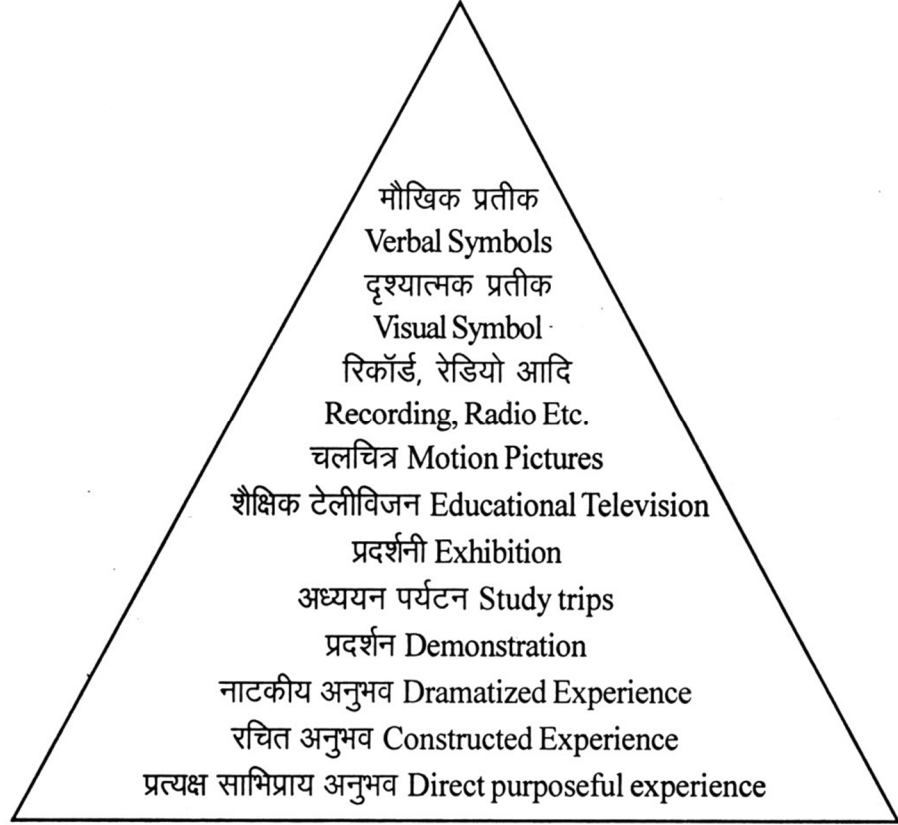 मौखिक प्रतीक
Verbal Symbols
दृश्यात्मक प्रतीक
Visual Symbol
रिकॉर्ड, रेडियो आदि
Recording, Radio Etc.
चलचित्र Motion Pictures
शैक्षिक टेलीविजन Educational Television
प्रदर्शनी Exhibition
अध्ययन पर्यटन Study trips
प्रदर्शन Demonstration
नाटकीय अनुभव Dramatized Experience
रचित अनुभव Constructed Experience
प्रत्यक्ष साभिप्राय अनुभव Direct purposeful experience